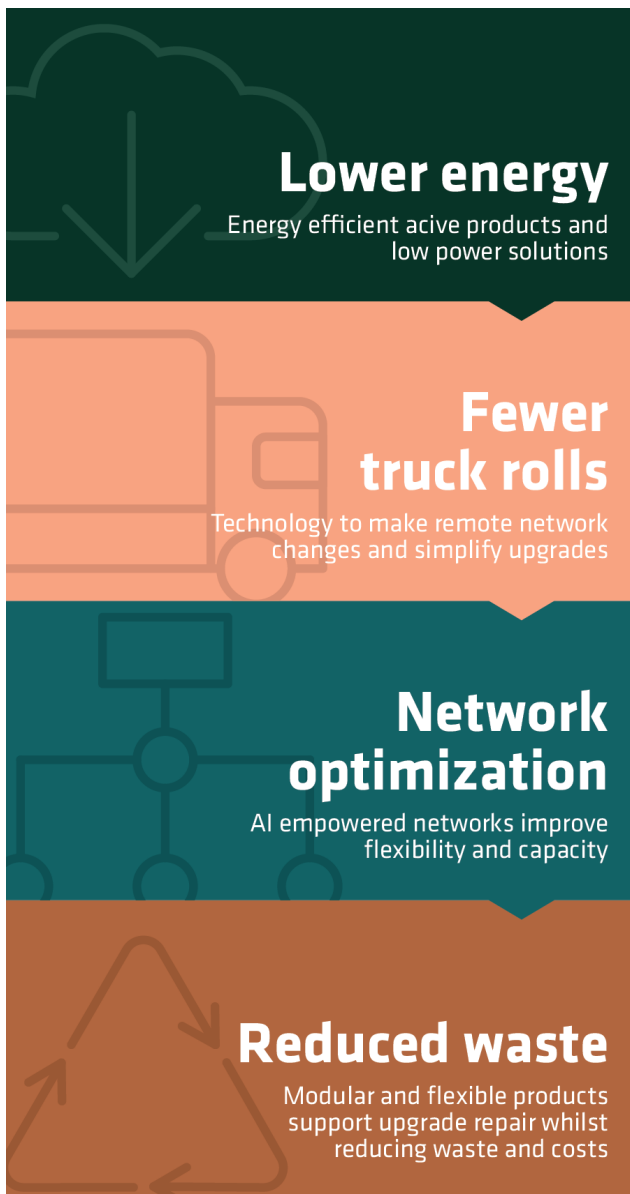 Lower energy
Energy efficient acive products and
low power solutions
Fewer
truck rolls
Technology to make remote network
changes and simplify upgrades
Network
optimization
AI empowered networks improve
flexibility and capacity
Reduced waste
Modular and flexible products
support upgrade repair whilst
reducing waste and costs